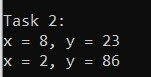 Task 2:
x = 8, y = 23
x = 2, y = 86